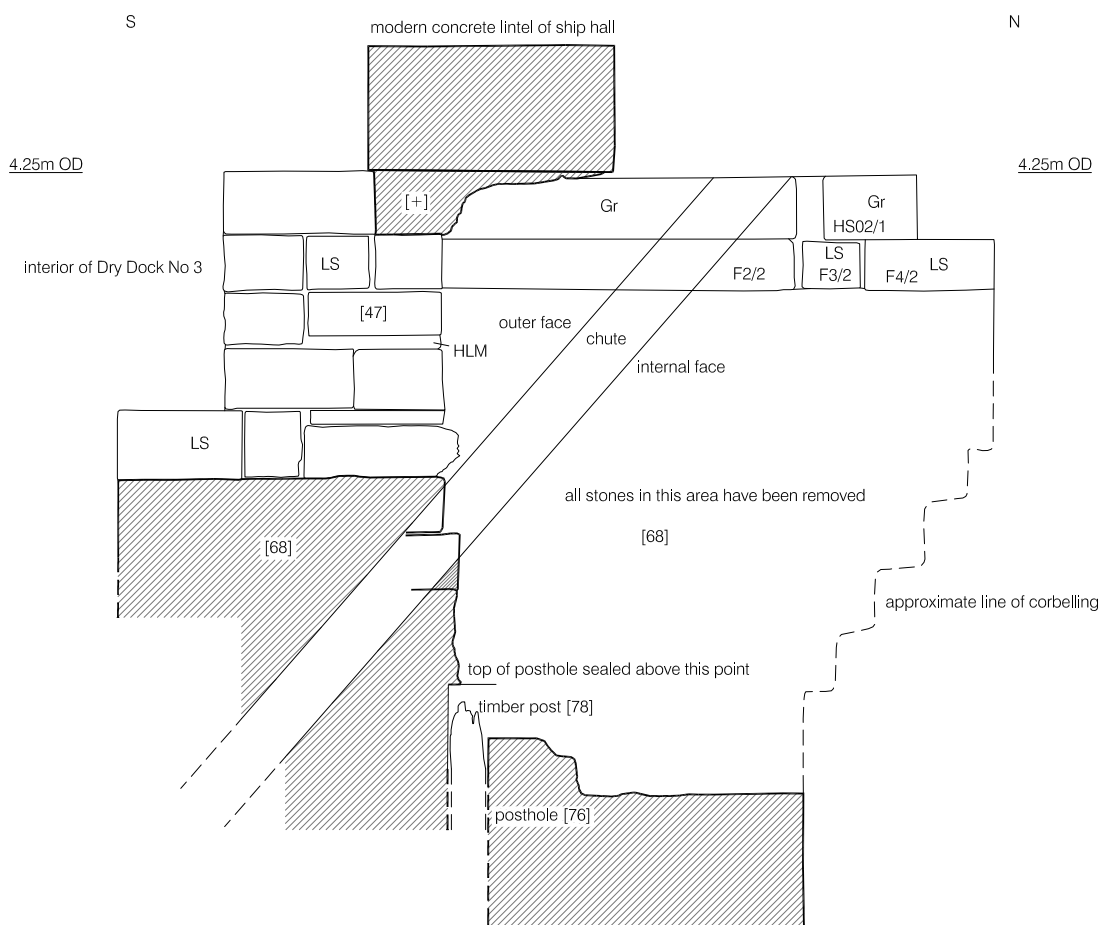 S
N
modern concrete lintel of ship hall
4.25m OD
4.25m OD
[+]
Gr
Gr
HS02/1
interior of Dry Dock No 3
LS
F2/2
LS
F3/2
LS
F4/2
[47]
outer face
chute
HLM
internal face
LS
all stones in this area have been removed
[68]
[68]
approximate line of corbelling
top of posthole sealed above this point
timber post [78]
posthole [76]